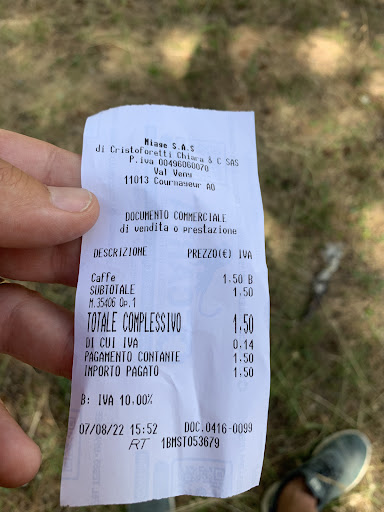 Miage S.A.S
di Cristoforetti Chiara & C SAS
P.iva 00496060070
Val Veny
11013 Courmayeur AO
DOCUMENTO COMMERCIALE
di vendita o prestazione
DESCRIZIONE PREZZO(€) IVA
Caffe 1.50 B
SUBTOTALE 1.50
M.35406 Op.1
TOTALE COMPLESSIVO 1.50
DI CUI IVA 0.14
PAGAMENTO CONTANTE 1.50
IMPORTO PAGATO 1.50
B: IVA 10.00%
07/08/22 15:52 DOC.0416-0099
RT 1BMST053679